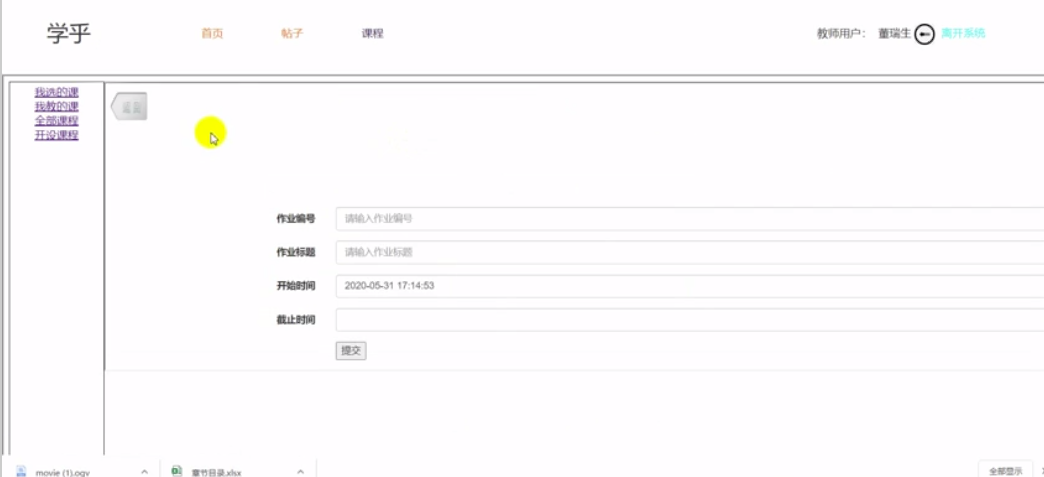 学乎 首页 帖子 课程 教师用户： 董瑞生 离开系统
我选的课
我教的课
全部课程
开设课程
返回
作业编号 请输入作业编号
作业标题 请输入作业标题
开始时间 2020-05-31 17:14:53
截止时间
提交
movie (1).ogv 章节目录.xlsx 全部显示